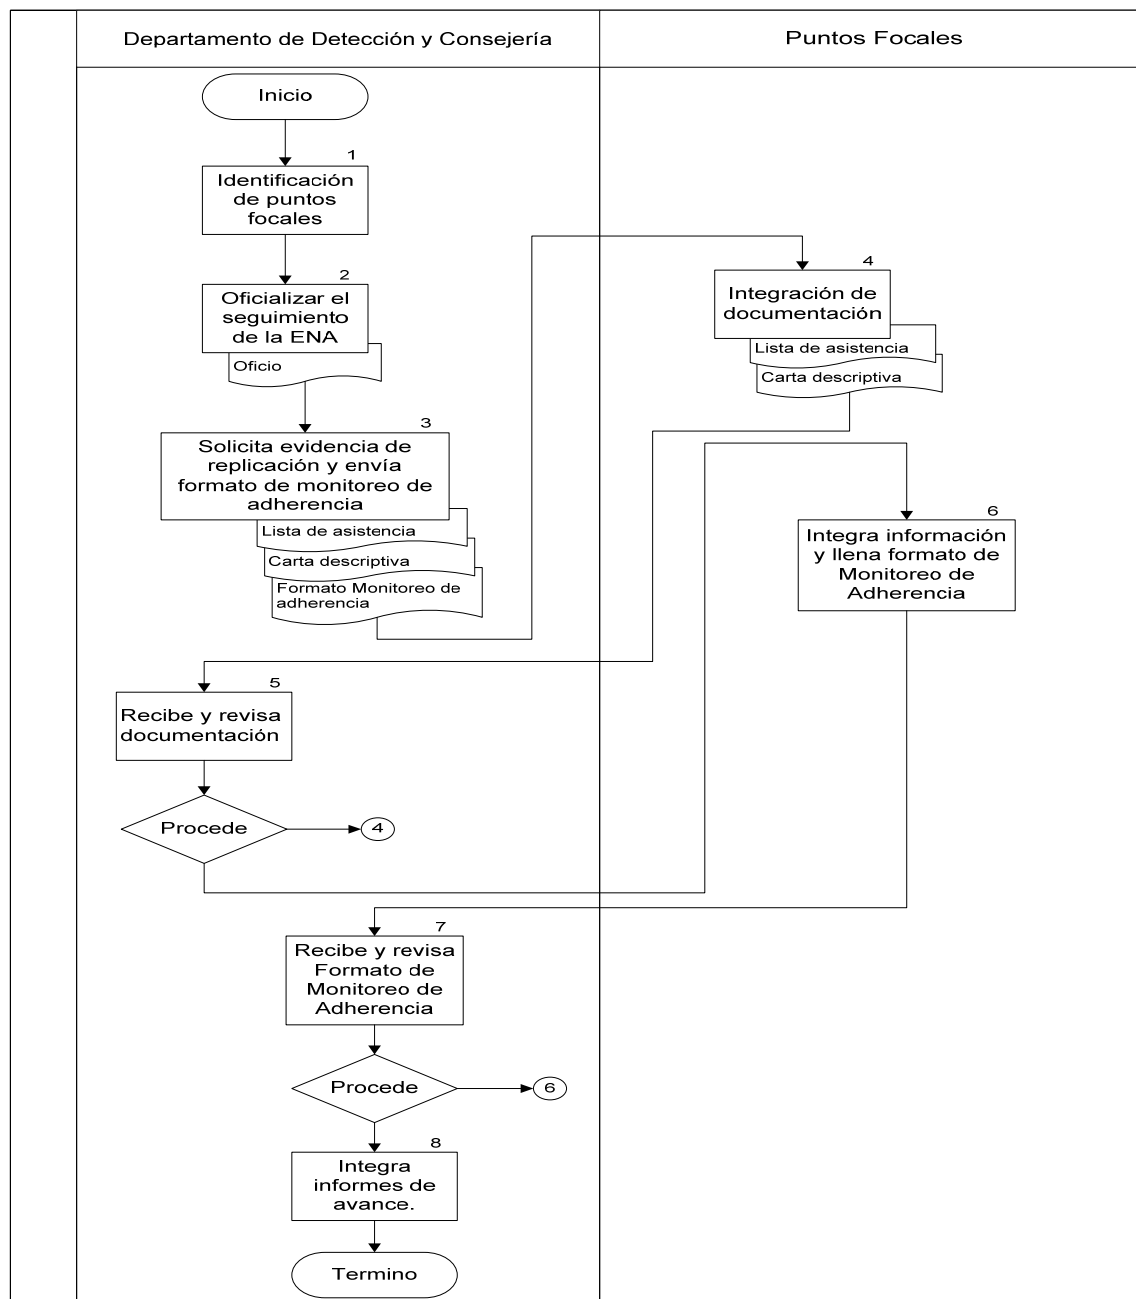 Departamento de Detección y Consejería
Puntos Focales
Inicio
1
Identificación
de puntos
focales
2
Oficializar el
seguimiento
de la ENA
Oficio
3
Solicita evidencia de
replicación y envía
formato de monitoreo de
adherencia
Lista de asistencia
Carta descriptiva
Formato Monitoreo de
adherencia
4
Integración de
documentación
Lista de asistencia
Carta descriptiva
5
Recibe y revisa
documentación
Procede
4
6
Integra información
y llena formato de
Monitoreo de
Adherencia
7
Recibe y revisa
Formato de
Monitoreo de
Adherencia
Procede
6
8
Integra
informes de
avance.
Termino